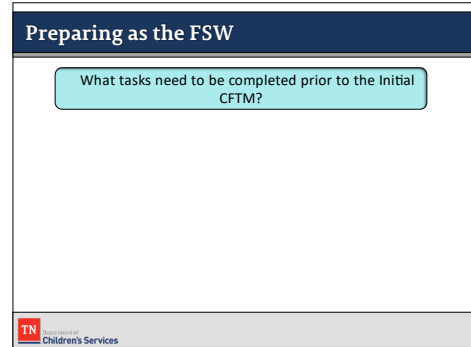 Preparing as the FSW
What tasks need to be completed prior to the Initial
CFTM?
TN
Department of
Children's Services